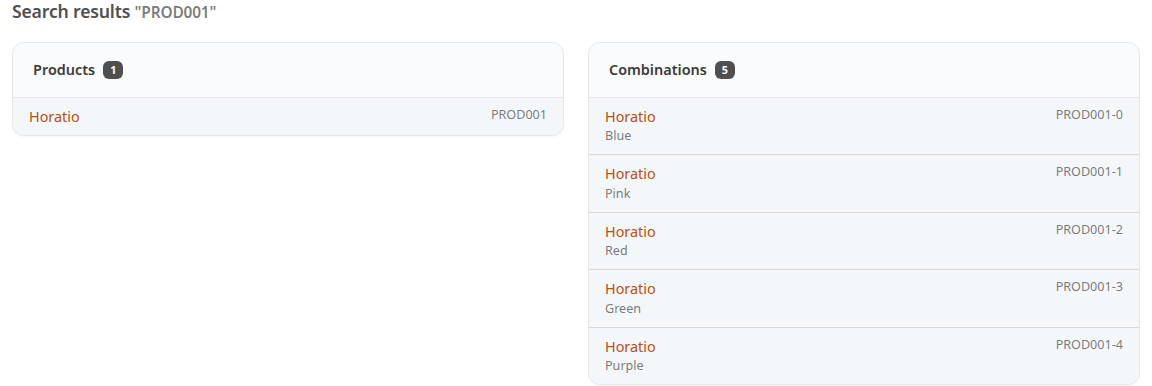 Search results "PROD001"
Products 1
Horatio PROD001
Combinations 5
Horatio PROD001-0
Blue
Horatio PROD001-1
Pink
Horatio PROD001-2
Red
Horatio PROD001-3
Green
Horatio PROD001-4
Purple